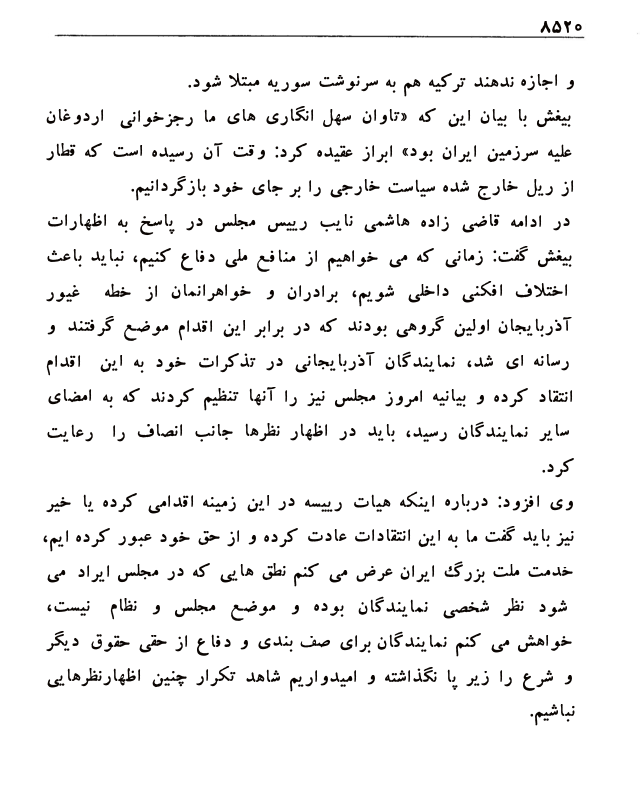 ۸۵۲۰
و اجازه ندهند ترکیه هم به سرنوشت سوریه مبتلا شود.
بیغش با بیان این که «تاوان سهل انگاری های ما رجزخوانی اردوغان
علیه سرزمین ایران بود» ابراز عقیده کرد: وقت آن رسیده است که قطار
از ریل خارج شده سیاست خارجی را بر جای خود بازگردانیم.
در ادامه قاضی زاده هاشمی نایب رییس مجلس در پاسخ به اظهارات
بیغش گفت: زمانی که می خواهیم از منافع ملی دفاع کنیم، نباید باعث
اختلاف افکنی داخلی شویم، برادران و خواهرانمان از خطه غیور
آذربایجان اولین گروهی بودند که در برابر این اقدام موضع گرفتند و
رسانه ای شد، نمایندگان آذربایجانی در تذکرات خود به این اقدام
انتقاد کرده و بیانیه امروز مجلس نیز را آنها تنظیم کردند که به امضای
سایر نمایندگان رسید، باید در اظهار نظرها جانب انصاف را رعایت
کرد.
وی افزود: درباره اینکه هیات رییسه در این زمینه اقدامی کرده یا خیر
نیز باید گفت ما به این انتقادات عادت کرده و از حق خود عبور کرده ایم،
خدمت ملت بزرگ ایران عرض می کنم نطق هایی که در مجلس ایراد می
شود نظر شخصی نمایندگان بوده و موضع مجلس و نظام نیست،
خواهش می کنم نمایندگان برای صف بندی و دفاع از حقی حقوق دیگر
و شرع را زیر پا نگذاشته و امیدواریم شاهد تکرار چنین اظهارنظرهایی
نباشیم.